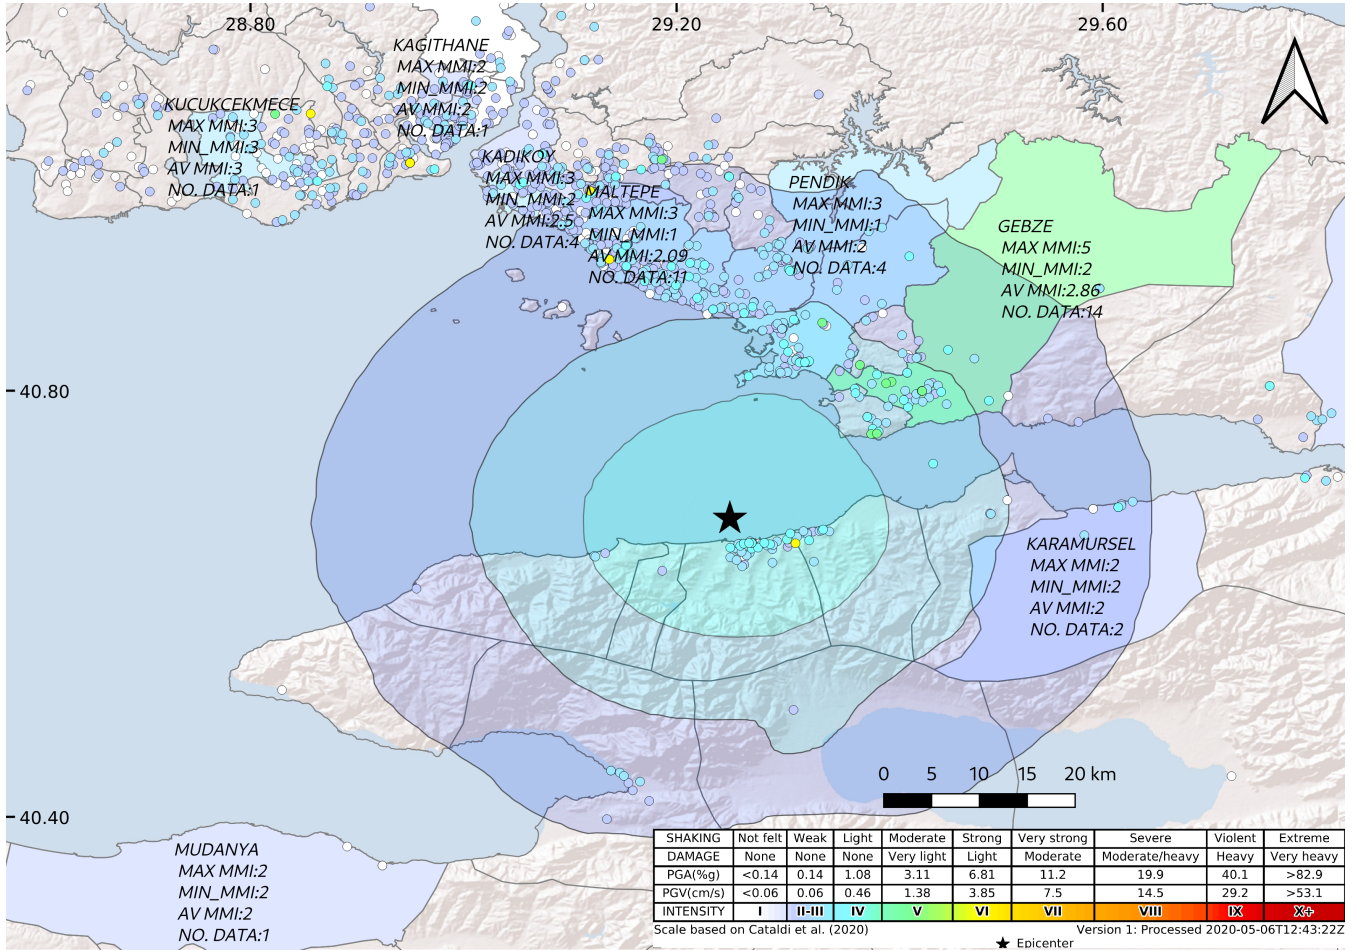 28.80
29.20
29.60
KAGITHANE
MAX MMI:2
MIN_MMI:2
AV MMI:2
NO. DATA:1
KUCUKCEKMECE
MAX MMI:3
MIN_MMI:3
AV MMI:3
NO. DATA:1
KADIKOY
MAX MMI:3
MIN_MMI:2
AV MMI:2.5
NO. DATA:4
MALTEPE
MAX MMI:3
MIN_MMI:1
AV MMI:2.09
NO. DATA:11
PENDIK
MAX MMI:3
MIN_MMI:1
AV MMI:2
NO. DATA:4
GEBZE
MAX MMI:5
MIN_MMI:2
AV MMI:2.86
NO. DATA:14
40.80
KARAMURSEL
MAX MMI:2
MIN_MMI:2
AV MMI:2
NO. DATA:2
0 5 10 15 20 km
40.40
MUDANYA
MAX MMI:2
MIN_MMI:2
AV MMI:2
NO. DATA:1
SHAKING Not felt Weak Light Moderate Strong Very strong Severe Violent Extreme
DAMAGE None None None Very light Light Moderate Moderate/heavy Heavy Very heavy
PGA(%g) <0.14 0.14 1.08 3.11 6.81 11.2 19.9 40.1 >82.9
PGV(cm/s) <0.06 0.06 0.46 1.38 3.85 7.5 14.5 29.2 >53.1
INTENSITY I II-III IV V VI VII VIII IX X+
Scale based on Cataldi et al. (2020) Version 1: Processed 2020-05-06T12:43:22Z
Epicenter